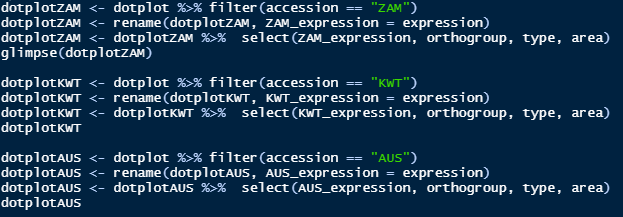 dotplotZAM <- dotplot %>% filter(accession == "ZAM")
dotplotZAM <- rename(dotplotZAM, ZAM_expression = expression)
dotplotZAM <- dotplotZAM %>%  select(ZAM_expression, orthogroup, type, area)
glimpse(dotplotZAM)

dotplotKWT <- dotplot %>% filter(accession == "KWT")
dotplotKWT <- rename(dotplotKWT, KWT_expression = expression)
dotplotKWT <- dotplotKWT %>%  select(KWT_expression, orthogroup, type, area)
dotplotKWT

dotplotAUS <- dotplot %>% filter(accession == "AUS")
dotplotAUS <- rename(dotplotAUS, AUS_expression = expression)
dotplotAUS <- dotplotAUS %>%  select(AUS_expression, orthogroup, type, area)
dotplotAUS